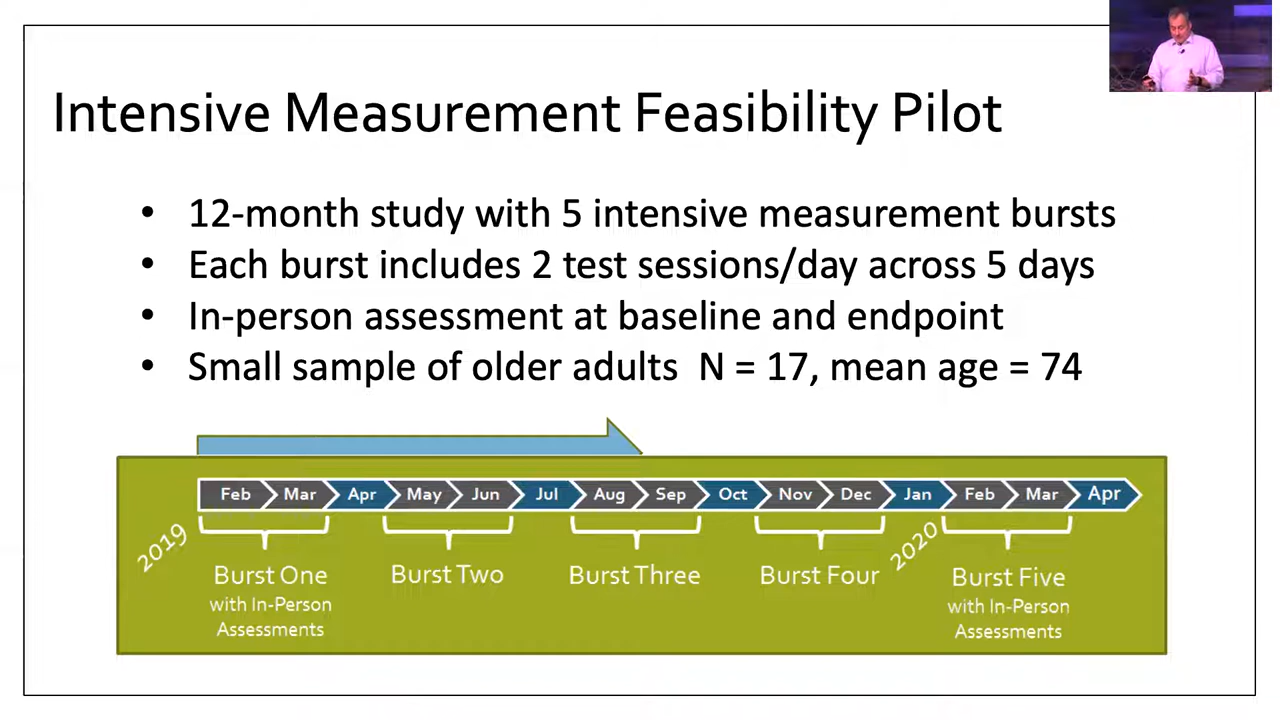 Intensive Measurement Feasibility Pilot
• 12-month study with 5 intensive measurement bursts
• Each burst includes 2 test sessions/day across 5 days
• In-person assessment at baseline and endpoint
• Small sample of older adults N = 17, mean age = 74
Feb Mar Apr May Jun Jul Aug Sep Oct Nov Dec Jan Feb Mar Apr
2019
2020
Burst One
with In-Person
Assessments
Burst Two
Burst Three
Burst Four
Burst Five
with In-Person
Assessments